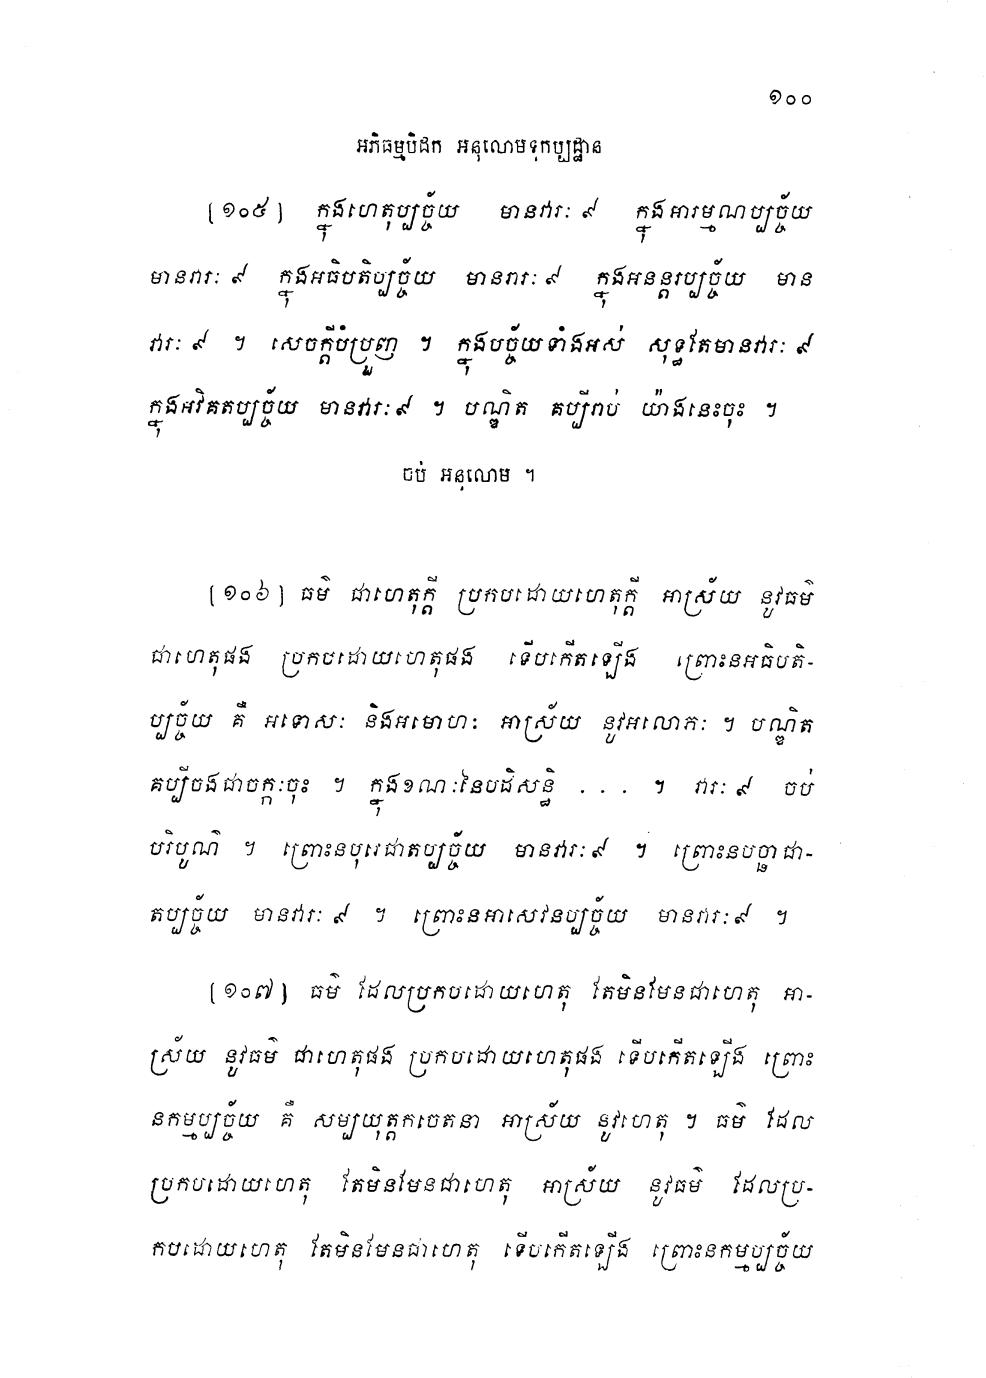 ១០០
អភិធម្មបិដក អនុលោមទុកប្បដ្ឋាន
(១០៥) ក្នុងហេតុប្បច្ច័យ មានវារៈ ៩ ក្នុងអារម្មណប្បច្ច័យ
មានវារៈ ៩ ក្នុងអធិបតិប្បច្ច័យ មានវារៈ ៩ ក្នុងអនន្តរប្បច្ច័យ មាន
វារៈ ៩ ។ សេចក្តីបំប្រួញ ។ ក្នុងបច្ច័យទាំងអស់ សុទ្ធតែមានវារៈ ៩
ក្នុងអវិគតប្បច្ច័យ មានវារៈ ៩ ។ បណ្ឌិត គប្បីរាប់ យ៉ាងនេះចុះ ។
ចប់ អនុលោម ។
(១០៦) ធម៌ ជាហេតុក្តី ប្រកបដោយហេតុក្តី អាស្រ័យ នូវធម៌
ជាហេតុផង ប្រកបដោយហេតុផង ទើបកើតឡើង ព្រោះនអធិបតិ-
ប្បច្ច័យ គឺ អទោសៈ និងអមោហៈ អាស្រ័យ នូវអលោភៈ ។ បណ្ឌិត
គប្បីចងជាចក្កៈចុះ ។ ក្នុងខណៈនៃបដិសន្ធិ . . . ។ វារៈ ៩ ចប់
បរិបូណ៌ ។ ព្រោះនបុរេជាតប្បច្ច័យ មានវារៈ ៩ ។ ព្រោះនបច្ឆាជា-
តប្បច្ច័យ មានវារៈ ៩ ។ ព្រោះនអាសេវនប្បច្ច័យ មានវារៈ ៩ ។
(១០៧) ធម៌ ដែលប្រកបដោយហេតុ តែមិនមែនជាហេតុ អា-
ស្រ័យ នូវធម៌ ជាហេតុផង ប្រកបដោយហេតុផង ទើបកើតឡើង ព្រោះ
នកម្មប្បច្ច័យ គឺ សម្បយុត្តកចេតនា អាស្រ័យ នូវហេតុ ។ ធម៌ ដែល
ប្រកបដោយហេតុ តែមិនមែនជាហេតុ អាស្រ័យ នូវធម៌ ដែលប្រ-
កបដោយហេតុ តែមិនមែនជាហេតុ ទើបកើតឡើង ព្រោះនកម្មប្បច្ច័យ